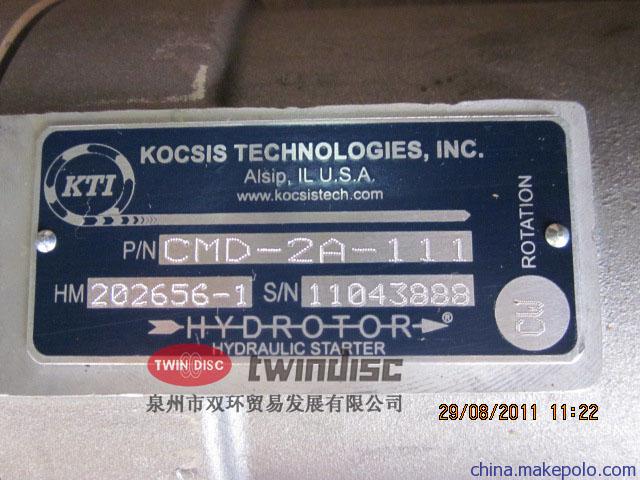 KTI
KOCSIS TECHNOLOGIES, INC.
Alsip, IL U.S.A.
www.kocsistech.com
P/N CMD-2A-111
HM 202656-1 S/N 11043888
ROTATION
CW
HYDROTOR®
HYDRAULIC STARTER
TWIN DISC twindisc
泉州市双环贸易发展有限公司
29/08/2011 11:22
china.makepolo.com